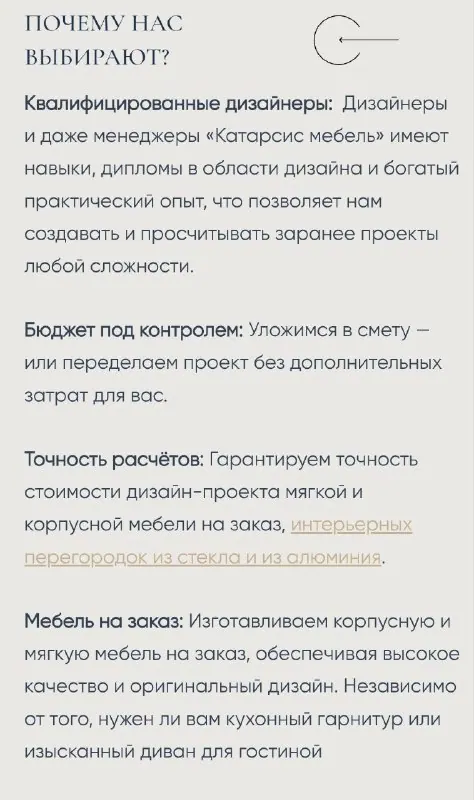 ПОЧЕМУ НАС
ВЫБИРАЮТ?
Квалифицированные дизайнеры: Дизайнеры
и даже менеджеры «Катарсис мебель» имеют
навыки, дипломы в области дизайна и богатый
практический опыт, что позволяет нам
создавать и просчитывать заранее проекты
любой сложности.
Бюджет под контролем: Уложимся в смету —
или переделаем проект без дополнительных
затрат для вас.
Точность расчётов: Гарантируем точность
стоимости дизайн-проекта мягкой и
корпусной мебели на заказ, интерьерных
перегородок из стекла и из алюминия.
Мебель на заказ: Изготавливаем корпусную и
мягкую мебель на заказ, обеспечивая высокое
качество и оригинальный дизайн. Независимо
от того, нужен ли вам кухонный гарнитур или
изысканный диван для гостиной